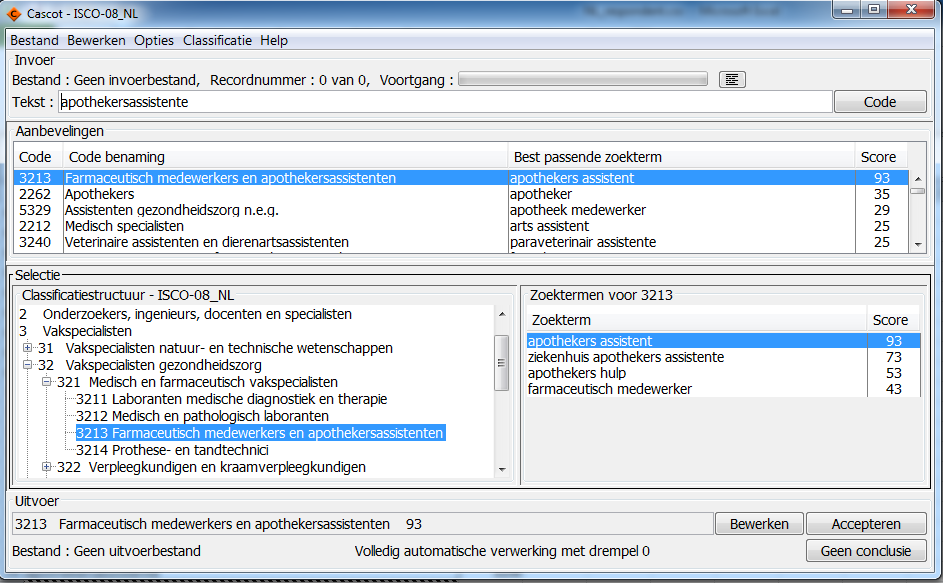 Cascot - ISCO-08_NL
Bestand Bewerken Opties Classificatie Help
Invoer
Bestand : Geen invoerbestand, Recordnummer : 0 van 0, Voortgang :
Tekst : apothekersassistente Code
Aanbevelingen
Code Code benaming Best passende zoekterm Score
3213 Farmaceutisch medewerkers en apothekersassistenten apothekers assistent 93
2262 Apothekers apotheker 35
5329 Assistenten gezondheidszorg n.e.g. apotheek medewerker 29
2212 Medisch specialisten arts assistent 25
3240 Veterinaire assistenten en dierenartsassistenten paraveterinair assistente 25
Selectie
Classificatiestructuur - ISCO-08_NL
2 Onderzoekers, ingenieurs, docenten en specialisten
3 Vakspecialisten
31 Vakspecialisten natuur- en technische wetenschappen
32 Vakspecialisten gezondheidszorg
321 Medisch en farmaceutisch vakspecialisten
3211 Laboranten medische diagnostiek en therapie
3212 Medisch en pathologisch laboranten
3213 Farmaceutisch medewerkers en apothekersassistenten
3214 Prothese- en tandtechnici
322 Verpleegkundigen en kraamverpleegkundigen
Zoektermen voor 3213
Zoekterm Score
apothekers assistent 93
ziekenhuis apothekers assistente 73
apothekers hulp 53
farmaceutisch medewerker 43
Uitvoer
3213 Farmaceutisch medewerkers en apothekersassistenten 93 Bewerken Accepteren
Bestand : Geen uitvoerbestand Volledig automatische verwerking met drempel 0 Geen conclusie